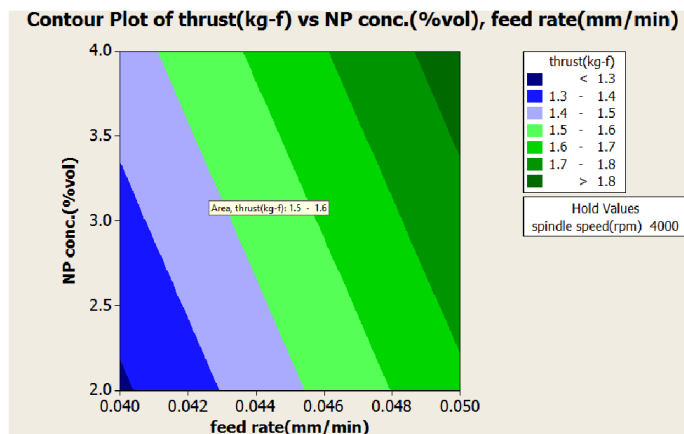 Contour Plot of thrust(kg-f) vs NP conc.(%vol), feed rate(mm/min)
thrust(kg-f)
< 1.3
1.3 - 1.4
1.4 - 1.5
1.5 - 1.6
1.6 - 1.7
1.7 - 1.8
> 1.8
Hold Values
spindle speed(rpm) 4000
NP conc.(%vol)
4.0
3.5
3.0
2.5
2.0
Area, thrust(kg-f): 1.5 - 1.6
0.040 0.042 0.044 0.046 0.048 0.050
feed rate(mm/min)